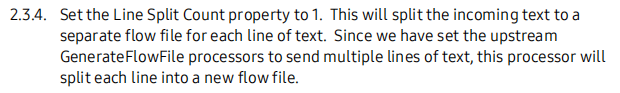 2.3.4. Set the Line Split Count property to 1. This will split the incoming text to a
separate flow file for each line of text. Since we have set the upstream
GenerateFlowFile processors to send multiple lines of text, this processor will
split each line into a new flow file.